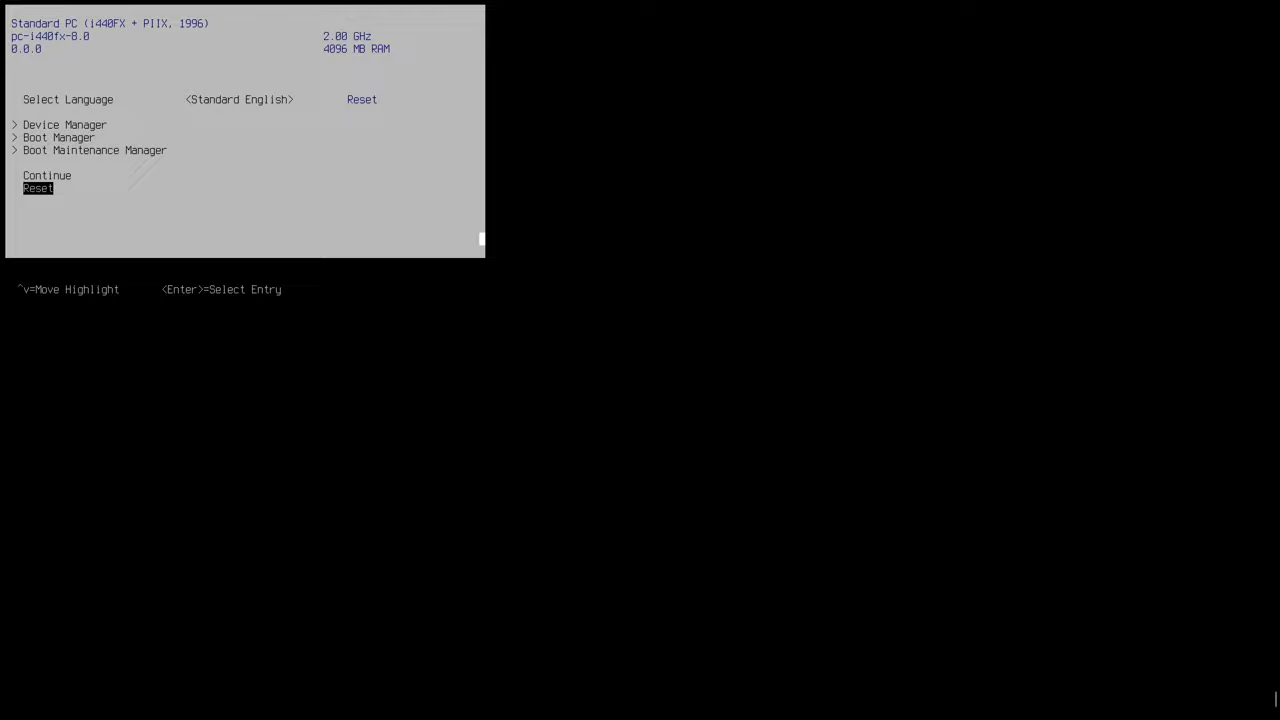 Standard PC (i440FX + PIIX, 1996)
pc-i440fx-8.0 2.00 GHz
0.0.0 4096 MB RAM
Select Language <Standard English> Reset
> Device Manager
> Boot Manager
> Boot Maintenance Manager
Continue
Reset
^v=Move Highlight <Enter>=Select Entry